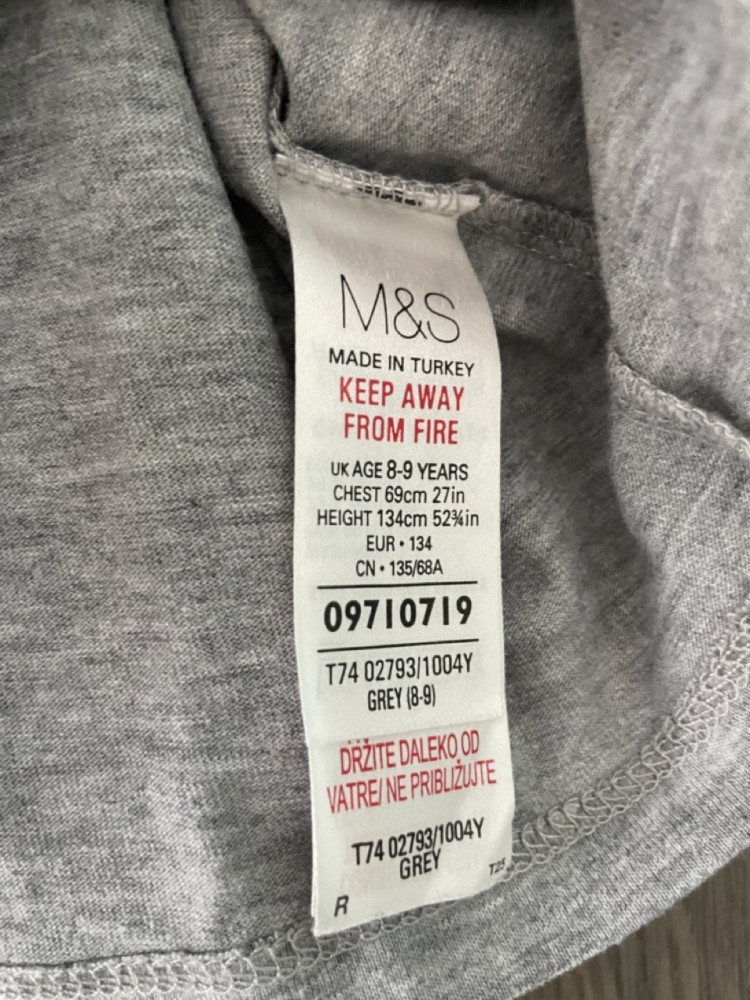 M&S
MADE IN TURKEY
KEEP AWAY
FROM FIRE
UK AGE 8-9 YEARS
CHEST 69cm 27in
HEIGHT 134cm 52¾in
EUR • 134
CN • 135/68A
09710719
T74 02793/1004Y
GREY (8-9)
DRŽITE DALEKO OD
VATRE/ NE PRIBLIŽUJTE
T74 02793/1004Y
GREY
R